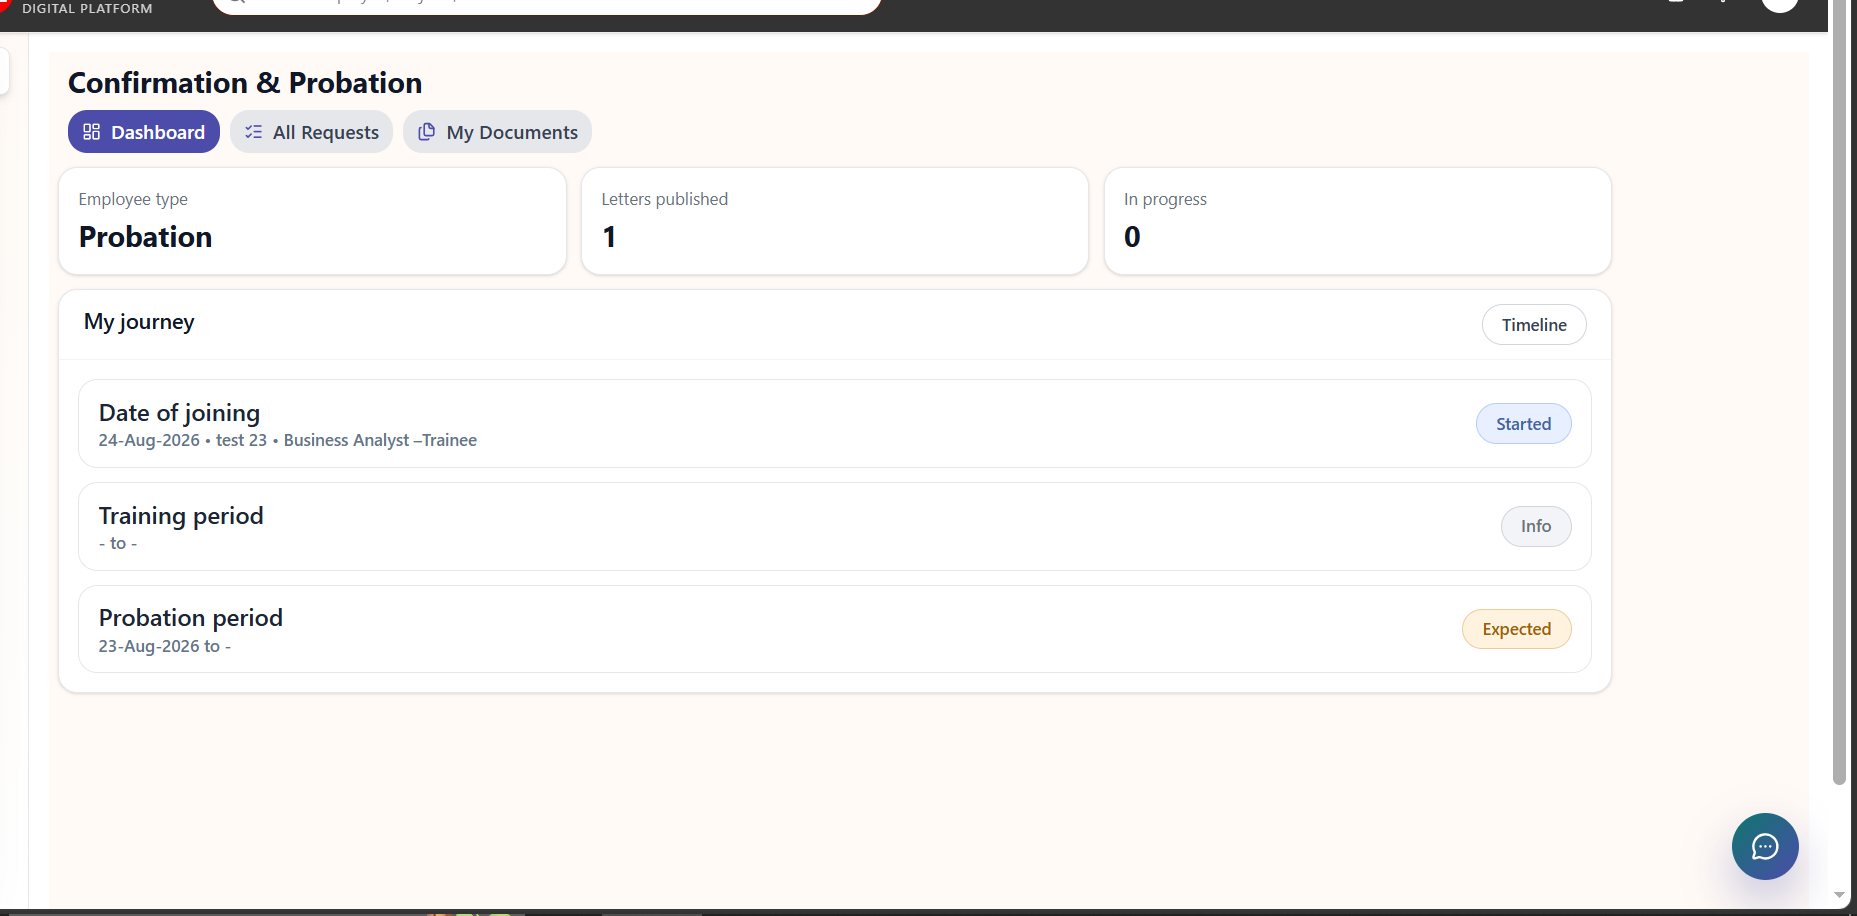 DIGITAL PLATFORM
Confirmation & Probation
Dashboard
All Requests
My Documents
Employee type
Probation
Letters published
1
In progress
0
My journey
Timeline
Date of joining
24-Aug-2026 • test 23 • Business Analyst –Trainee
Started
Training period
- to -
Info
Probation period
23-Aug-2026 to -
Expected